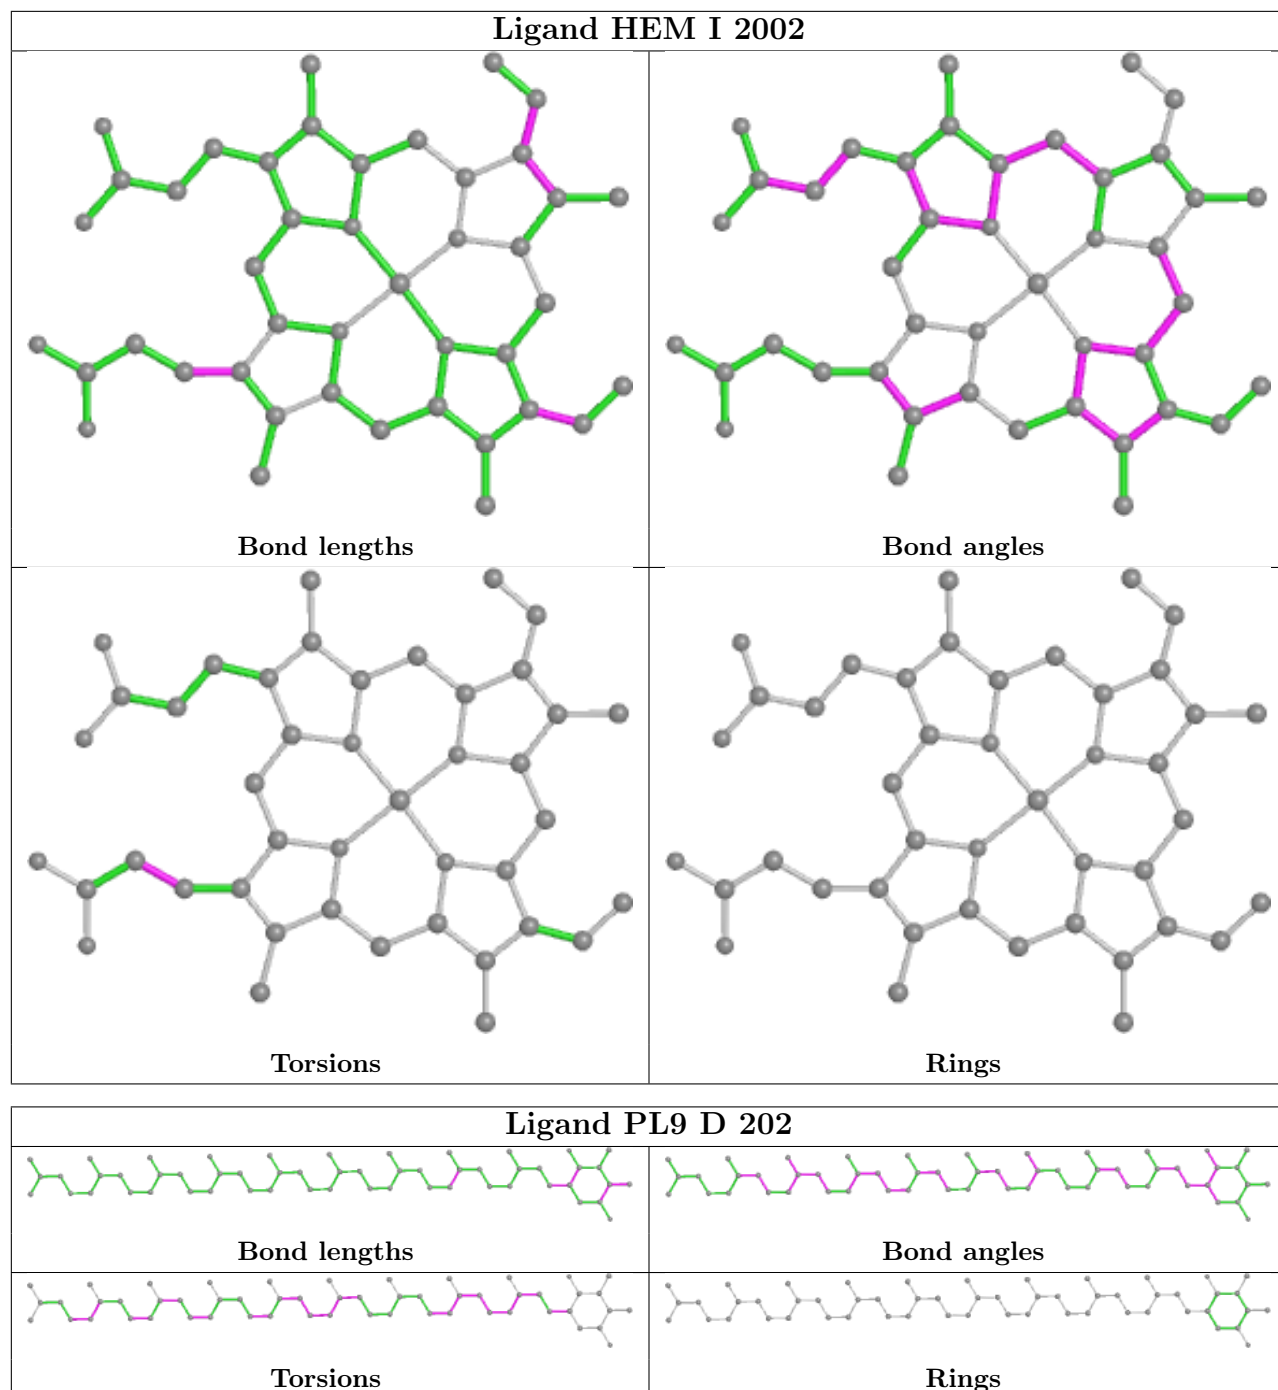 Ligand HEM I 2002
Bond lengths
Bond angles
Torsions
Rings
Ligand PL9 D 202
Bond lengths
Bond angles
Torsions
Rings